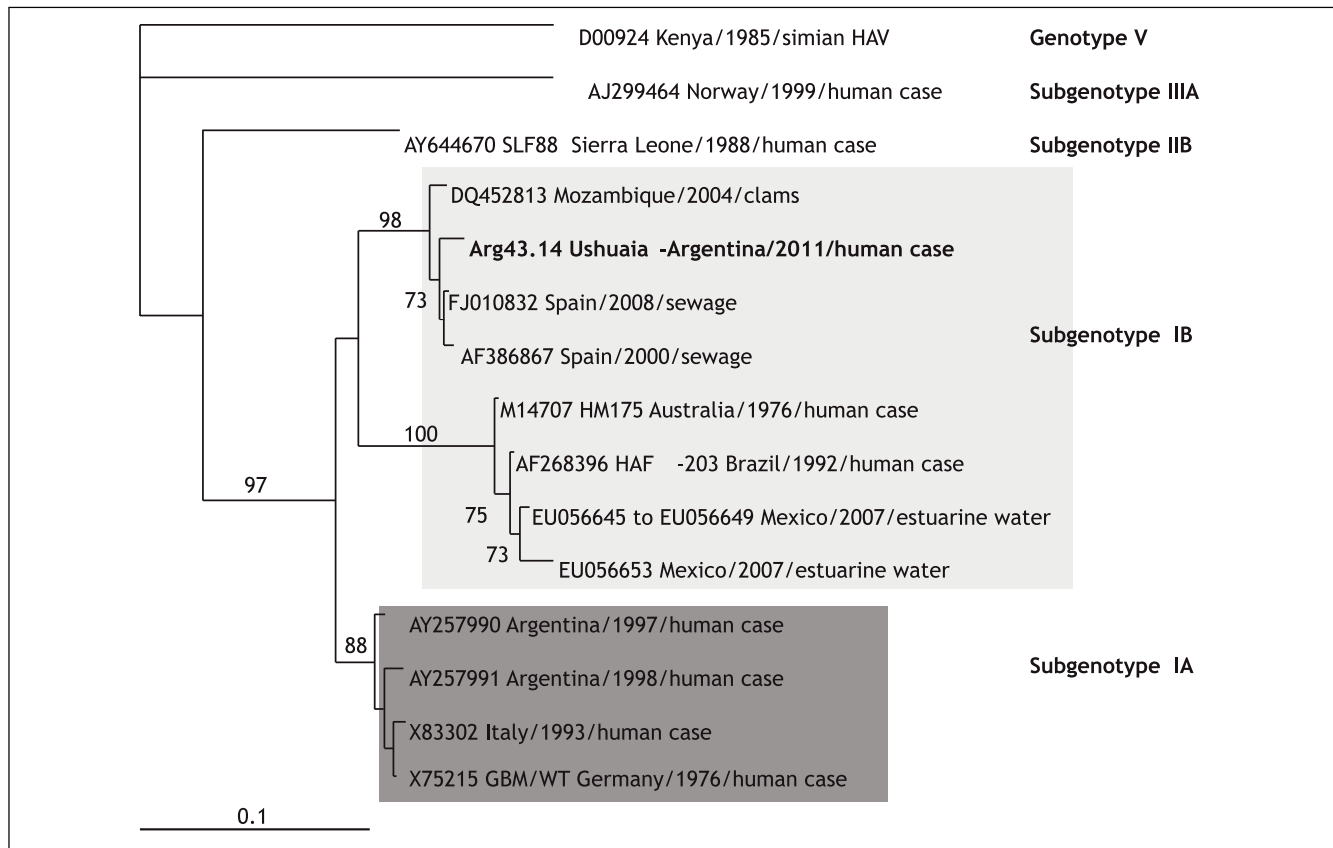 D00924 Kenya/1985/simian HAV Genotype V
AJ299464 Norway/1999/human case Subgenotype IIIA
AY644670 SLF88 Sierra Leone/1988/human case Subgenotype IIB
DQ452813 Mozambique/2004/clams
98
Arg43.14 Ushuaia -Argentina/2011/human case
73
FJ010832 Spain/2008/sewage
Subgenotype IB
AF386867 Spain/2000/sewage
M14707 HM175 Australia/1976/human case
100
AF268396 HAF -203 Brazil/1992/human case
97
75
EU056645 to EU056649 Mexico/2007/estuarine water
73
EU056653 Mexico/2007/estuarine water
AY257990 Argentina/1997/human case
88
Subgenotype IA
AY257991 Argentina/1998/human case
X83302 Italy/1993/human case
X75215 GBM/WT Germany/1976/human case
0.1